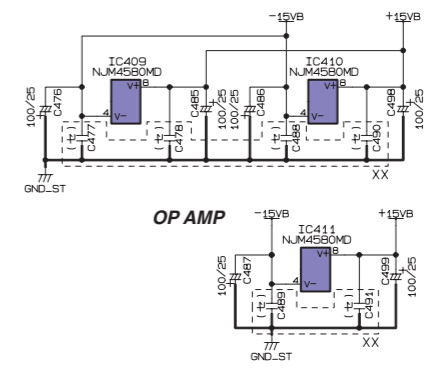 -15VB +15VB
IC409 IC410
NJM4580MD NJM4580MD
V+ 8 V+ 8
4 V- 4 V-
100/25 C476 C477 (t) C478 (t) C485 100/25 100/25 C486 C488 (t) C490 (t) C498 100/25
XX
GND_ST
OP AMP
-15VB +15VB
IC411
NJM4580MD
V+ 8
4 V-
100/25 C487 C489 (t) C491 (t) C499 100/25
XX
GND_ST